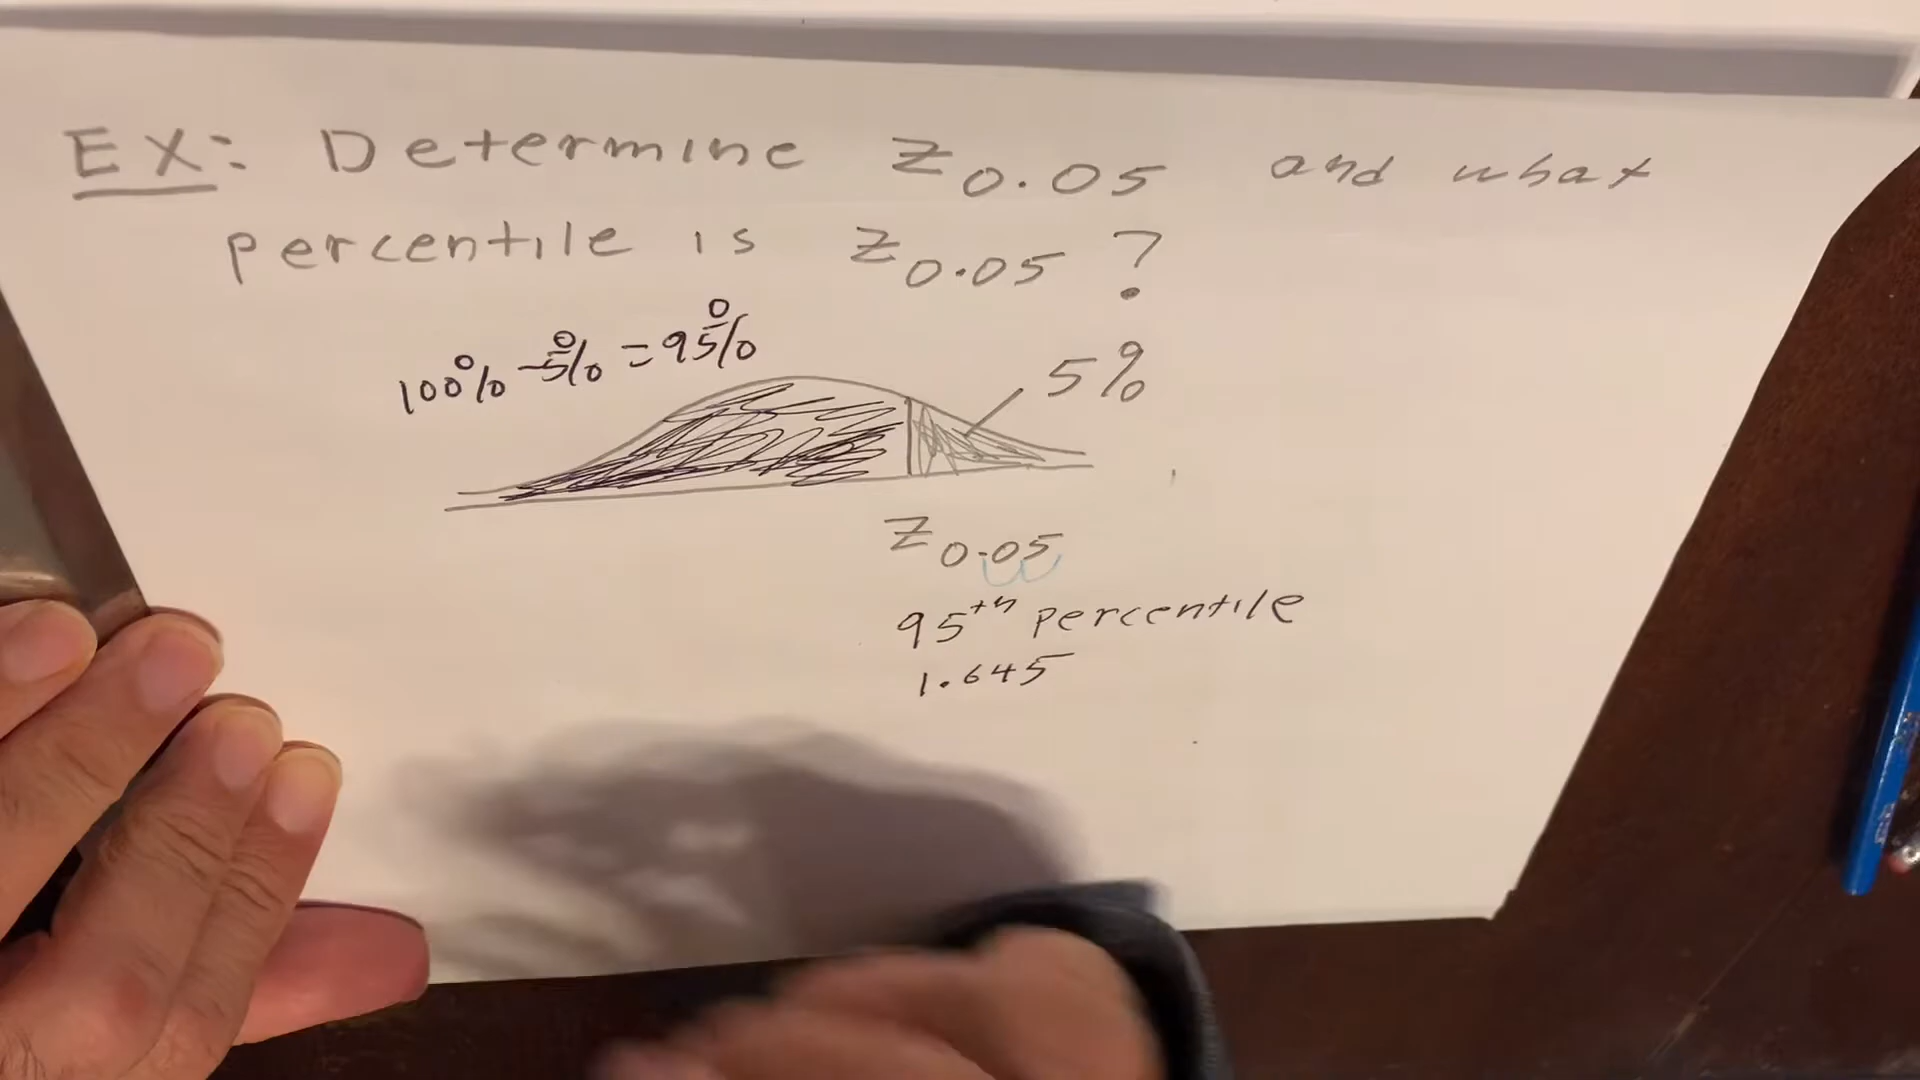 EX: Determine Z0.05 and what
percentile is Z0.05 ?
100% - 5% = 95%
5%
Z0.05
95th percentile
1.645